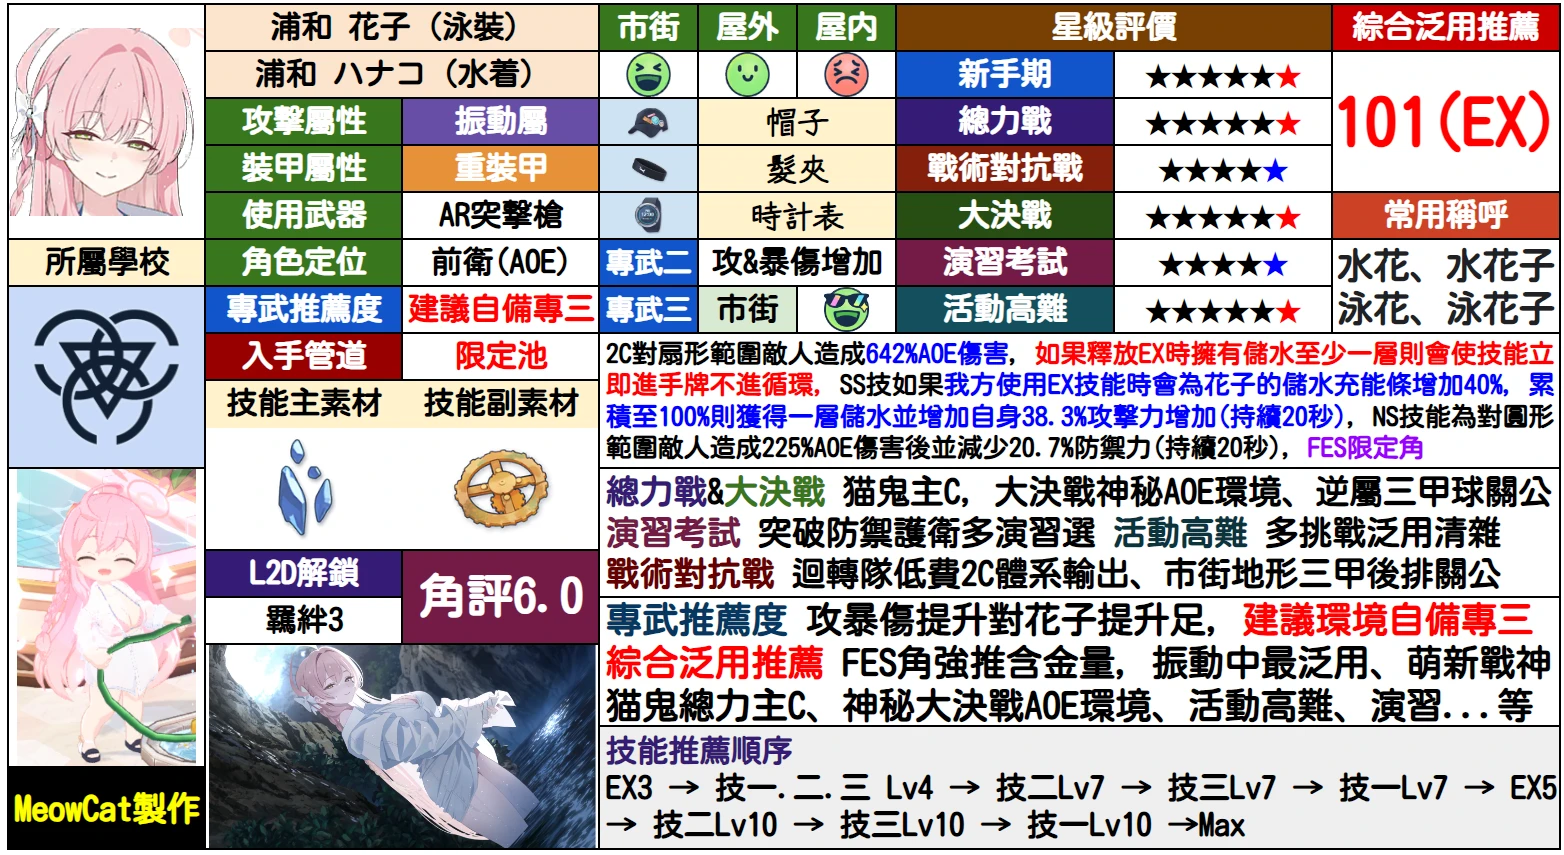 浦和 花子 (泳裝)
市街
屋外
屋内
星級評價
綜合泛用推薦
浦和 ハナコ (水着)
新手期
★★★★★★
101(EX)
攻擊屬性
振動屬
帽子
總力戰
★★★★★★
裝甲屬性
重裝甲
髮夾
戰術對抗戰
★★★★★
使用武器
AR突擊槍
時計表
大決戰
★★★★★★
常用稱呼
所屬學校
角色定位
前衛(AOE)
專武二
攻&暴傷增加
演習考試
★★★★★
水花、水花子
泳花、泳花子
專武推薦度
建議自備專三
專武三
市街
活動高難
★★★★★★
入手管道
限定池
2C對扇形範圍敵人造成642%AOE傷害, 如果釋放EX時擁有儲水至少一層則會使技能立
即進手牌不進循環, SS技如果我方使用EX技能時會為花子的儲水充能條增加40%, 累
積至100%則獲得一層儲水並增加自身38.3%攻擊力增加(持續20秒), NS技能為對圓形
範圍敵人造成225%AOE傷害後並減少20.7%防禦力(持續20秒), FES限定角
技能主素材
技能副素材
總力戰&大決戰 猫鬼主C, 大決戰神秘AOE環境、逆屬三甲球關公
演習考試 突破防禦護衛多演習選 活動高難 多挑戰泛用清雜
戰術對抗戰 迴轉隊低費2C體系輸出、市街地形三甲後排關公
L2D解鎖
羈絆3
角評6.0
專武推薦度 攻暴傷提升對花子提升足, 建議環境自備專三
綜合泛用推薦 FES角強推含金量, 振動中最泛用、萌新戰神
猫鬼總力主C、神秘大決戰AOE環境、活動高難、演習...等
技能推薦順序
EX3 → 技一.二.三 Lv4 → 技二Lv7 → 技三Lv7 → 技一Lv7 → EX5
→ 技二Lv10 → 技三Lv10 → 技一Lv10 →Max
MeowCat製作